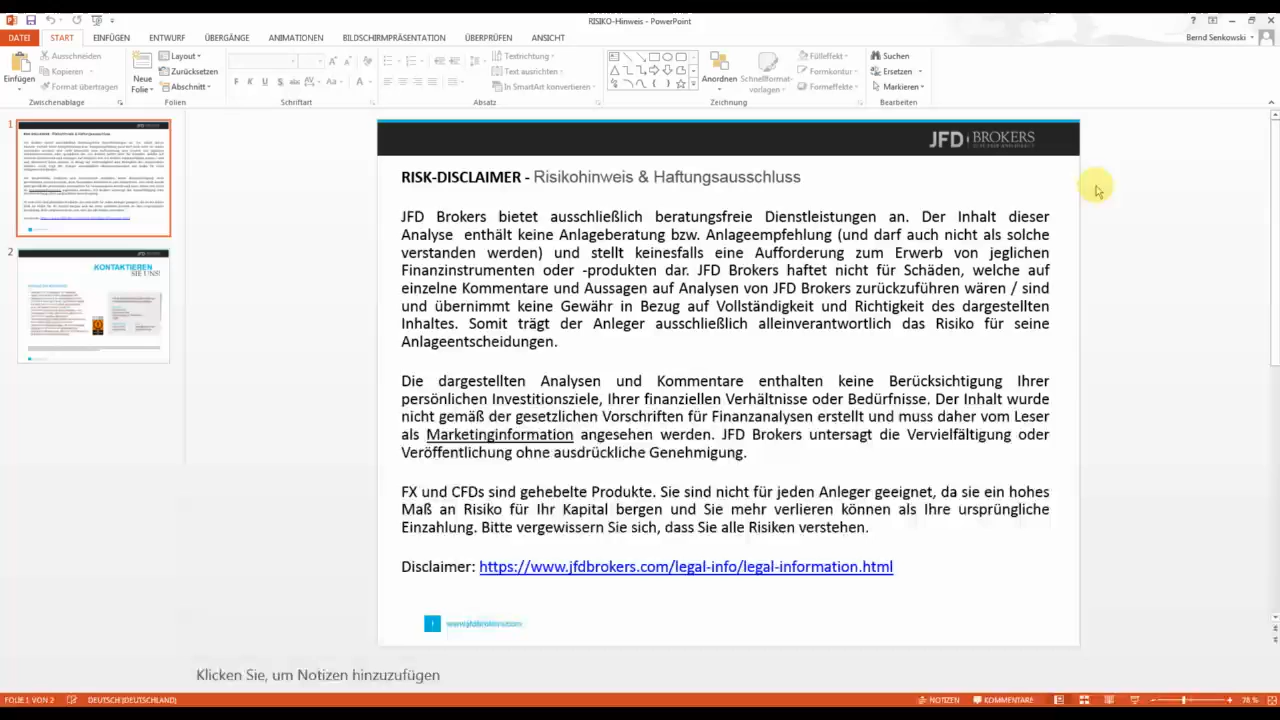 RISIKO-Hinweis - PowerPoint
DATEI START EINFÜGEN ENTWURF ÜBERGÄNGE ANIMATIONEN BILDSCHIRMPRÄSENTATION ÜBERPRÜFEN ANSICHT
Bernd Senkowski
Einfügen
Ausschneiden
Kopieren
Format übertragen
Zwischenablage
Neue
Folie
Layout
Zurücksetzen
Abschnitt
Folien
Schriftart
Textrichtung
Text ausrichten
In SmartArt konvertieren
Absatz
Anordnen
Schnellformat-
vorlagen
Fülleffekt
Formkontur
Formeffekte
Zeichnung
Suchen
Ersetzen
Markieren
Bearbeiten
1
2
KONTAKTIEREN
SIE UNS!
JFD BROKERS
RISK-DISCLAIMER - Risikohinweis & Haftungsausschluss
JFD Brokers bietet ausschließlich beratungsfreie Dienstleistungen an. Der Inhalt dieser
Analyse enthält keine Anlageberatung bzw. Anlageempfehlung (und darf auch nicht als solche
verstanden werden) und stellt keinesfalls eine Aufforderung zum Erwerb von jeglichen
Finanzinstrumenten oder -produkten dar. JFD Brokers haftet nicht für Schäden, welche auf
einzelne Kommentare und Aussagen auf Analysen von JFD Brokers zurückzuführen wären / sind
und übernimmt keine Gewähr in Bezug auf Vollständigkeit und Richtigkeit des dargestellten
Inhaltes. Somit trägt der Anleger ausschließlich alleinverantwortlich das Risiko für seine
Anlageentscheidungen.
Die dargestellten Analysen und Kommentare enthalten keine Berücksichtigung Ihrer
persönlichen Investitionsziele, Ihrer finanziellen Verhältnisse oder Bedürfnisse. Der Inhalt wurde
nicht gemäß der gesetzlichen Vorschriften für Finanzanalysen erstellt und muss daher vom Leser
als Marketinginformation angesehen werden. JFD Brokers untersagt die Vervielfältigung oder
Veröffentlichung ohne ausdrückliche Genehmigung.
FX und CFDs sind gehebelte Produkte. Sie sind nicht für jeden Anleger geeignet, da sie ein hohes
Maß an Risiko für Ihr Kapital bergen und Sie mehr verlieren können als Ihre ursprüngliche
Einzahlung. Bitte vergewissern Sie sich, dass Sie alle Risiken verstehen.
Disclaimer: https://www.jfdbrokers.com/legal-info/legal-information.html
1 www.jfdbrokers.com
Klicken Sie, um Notizen hinzuzufügen
FOLIE 1 VON 2 DEUTSCH (DEUTSCHLAND) NOTIZEN KOMMENTARE 78 %